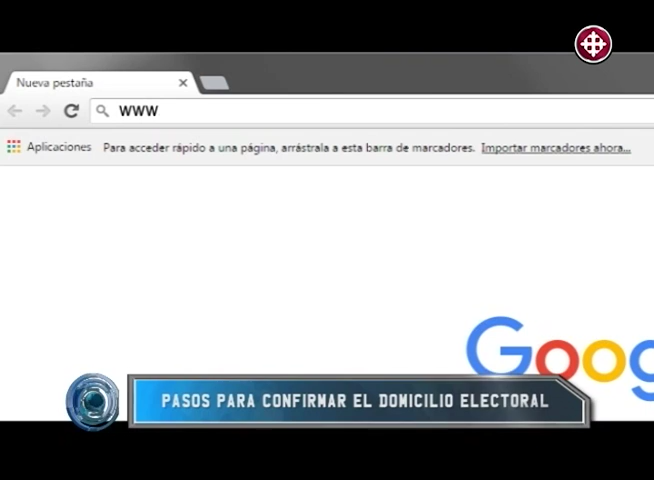 Nueva pestaña
WWW
Aplicaciones Para acceder rápido a una página, arrástrala a esta barra de marcadores. Importar marcadores ahora...
Goog
PASOS PARA CONFIRMAR EL DOMICILIO ELECTORAL